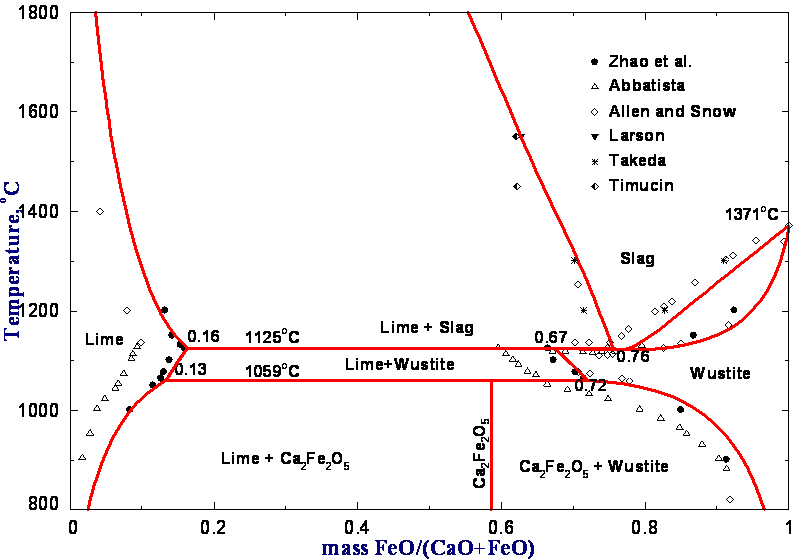 1800
1600
1400
1200
1000
800
Temperature, °C
Zhao et al.
Abbatista
Allen and Snow
Larson
Takeda
Timucin
1371°C
Slag
Lime + Slag
0.16
1125°C
0.67
0.76
Lime
Lime+Wustite
Wustite
0.13
1059°C
0.72
Lime + Ca2Fe2O5
Ca2Fe2O5
Ca2Fe2O5 + Wustite
0
0.2
0.4
0.6
0.8
1
mass FeO/(CaO+FeO)